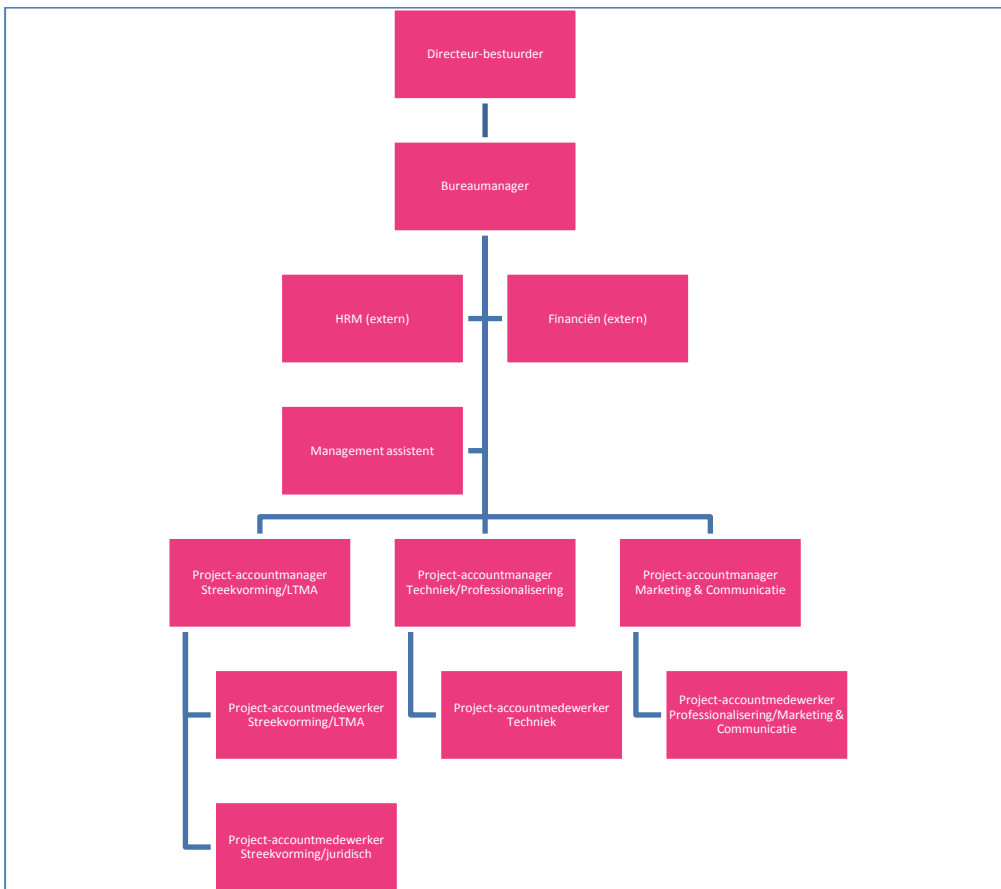 Directeur-bestuurder
Bureaumanager
HRM (extern)
Financiën (extern)
Management assistent
Project-accountmanager
Streekvorming/LTMA
Project-accountmanager
Techniek/Professionalisering
Project-accountmanager
Marketing & Communicatie
Project-accountmedewerker
Streekvorming/LTMA
Project-accountmedewerker
Techniek
Project-accountmedewerker
Professionalisering/Marketing &
Communicatie
Project-accountmedewerker
Streekvorming/juridisch